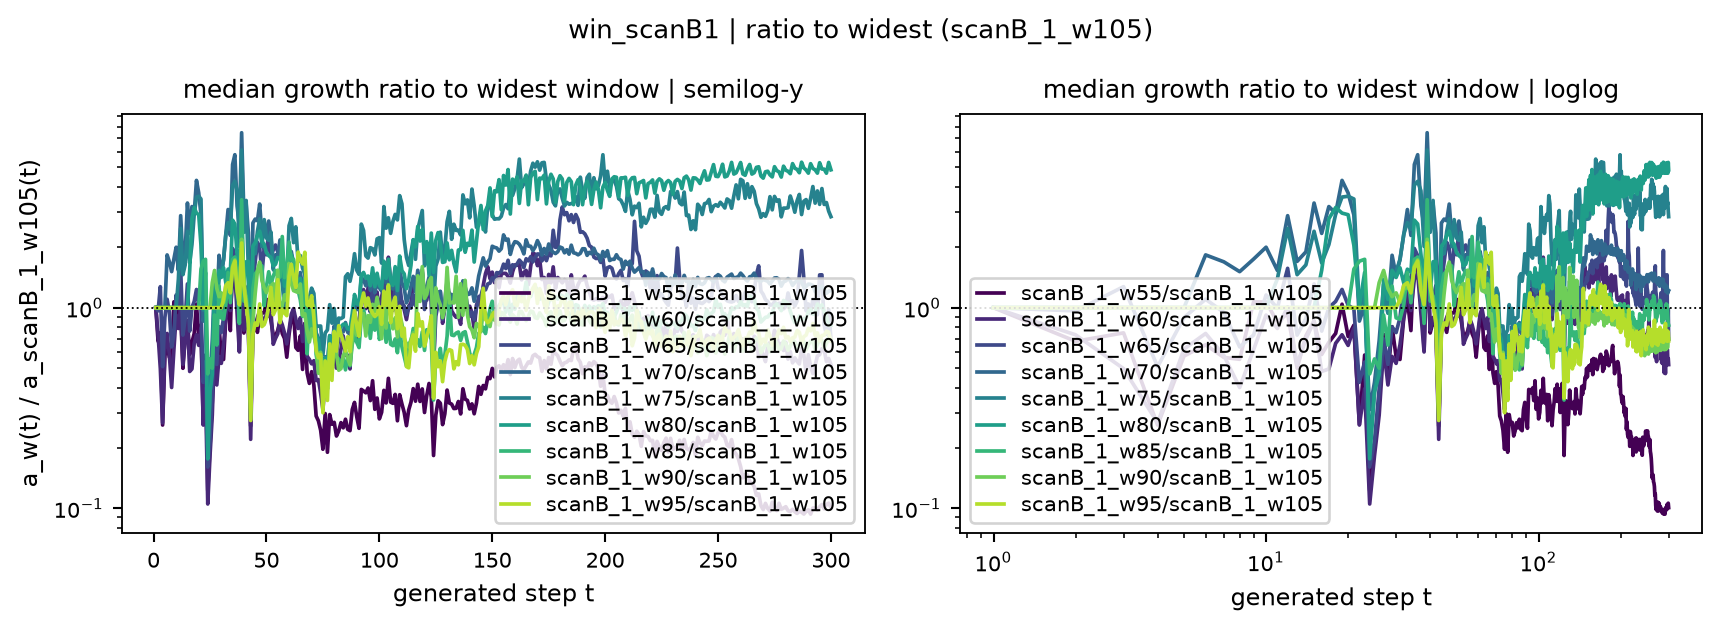 win_scanB1 | ratio to widest (scanB_1_w105)
median growth ratio to widest window | semilog-y
a_w(t) / a_scanB_1_w105(t)
10⁰
10⁻¹
scanB_1_w55/scanB_1_w105
scanB_1_w60/scanB_1_w105
scanB_1_w65/scanB_1_w105
scanB_1_w70/scanB_1_w105
scanB_1_w75/scanB_1_w105
scanB_1_w80/scanB_1_w105
scanB_1_w85/scanB_1_w105
scanB_1_w90/scanB_1_w105
scanB_1_w95/scanB_1_w105
0 50 100 150 200 250 300
generated step t
median growth ratio to widest window | loglog
10⁰
10⁻¹
scanB_1_w55/scanB_1_w105
scanB_1_w60/scanB_1_w105
scanB_1_w65/scanB_1_w105
scanB_1_w70/scanB_1_w105
scanB_1_w75/scanB_1_w105
scanB_1_w80/scanB_1_w105
scanB_1_w85/scanB_1_w105
scanB_1_w90/scanB_1_w105
scanB_1_w95/scanB_1_w105
10⁰ 10¹ 10²
generated step t